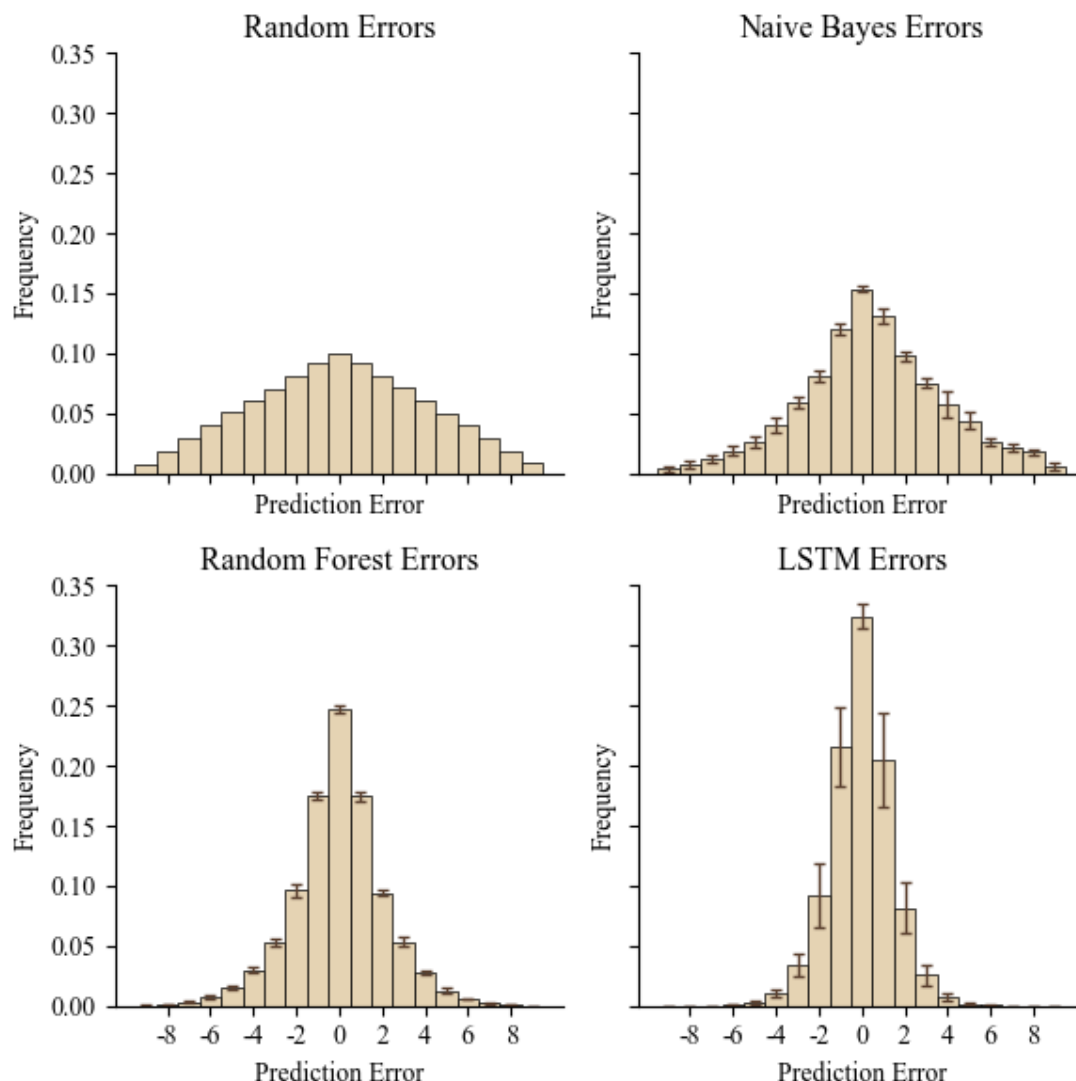 Random Errors
0.35
0.30
0.25
0.20
0.15
0.10
0.05
0.00
Frequency
Prediction Error
Naive Bayes Errors
Frequency
Prediction Error
Random Forest Errors
0.35
0.30
0.25
0.20
0.15
0.10
0.05
0.00
Frequency
-8 -6 -4 -2 0 2 4 6 8
Prediction Error
LSTM Errors
Frequency
-8 -6 -4 -2 0 2 4 6 8
Prediction Error